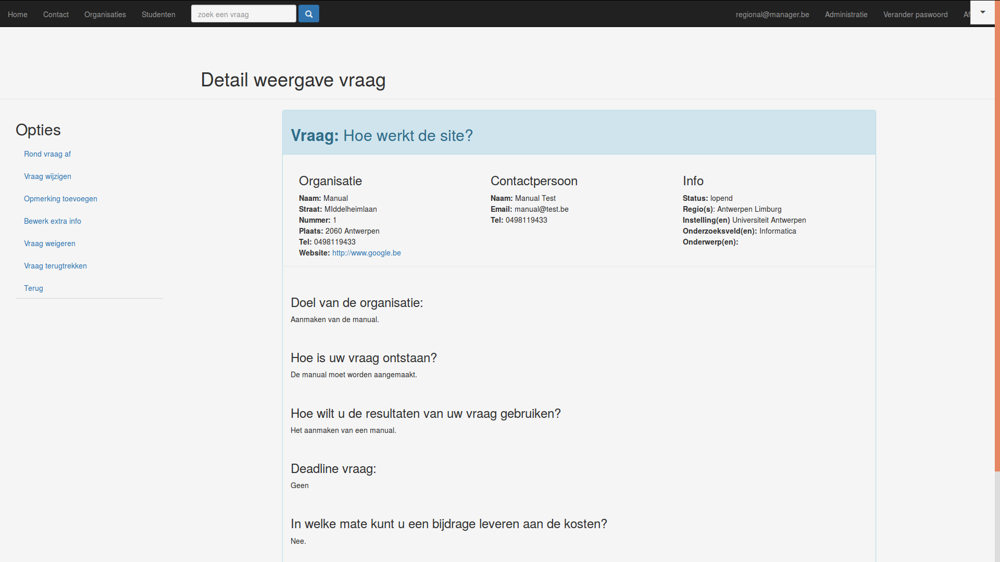 Home Contact Organisaties Studenten zoek een vraag regional@manager.be Administratie Verander paswoord
Detail weergave vraag
Opties
Rond vraag af
Vraag wijzigen
Opmerking toevoegen
Bewerk extra info
Vraag weigeren
Vraag terugtrekken
Terug
Vraag: Hoe werkt de site?
Organisatie
Naam: Manual
Straat: MIddelheimlaan
Nummer: 1
Plaats: 2060 Antwerpen
Tel: 0498119433
Website: http://www.google.be
Contactpersoon
Naam: Manual Test
Email: manual@test.be
Tel: 0498119433
Info
Status: lopend
Regio(s): Antwerpen Limburg
Instelling(en) Universiteit Antwerpen
Onderzoeksveld(en): Informatica
Onderwerp(en):
Doel van de organisatie:
Aanmaken van de manual.
Hoe is uw vraag ontstaan?
De manual moet worden aangemaakt.
Hoe wilt u de resultaten van uw vraag gebruiken?
Het aanmaken van een manual.
Deadline vraag:
Geen
In welke mate kunt u een bijdrage leveren aan de kosten?
Nee.